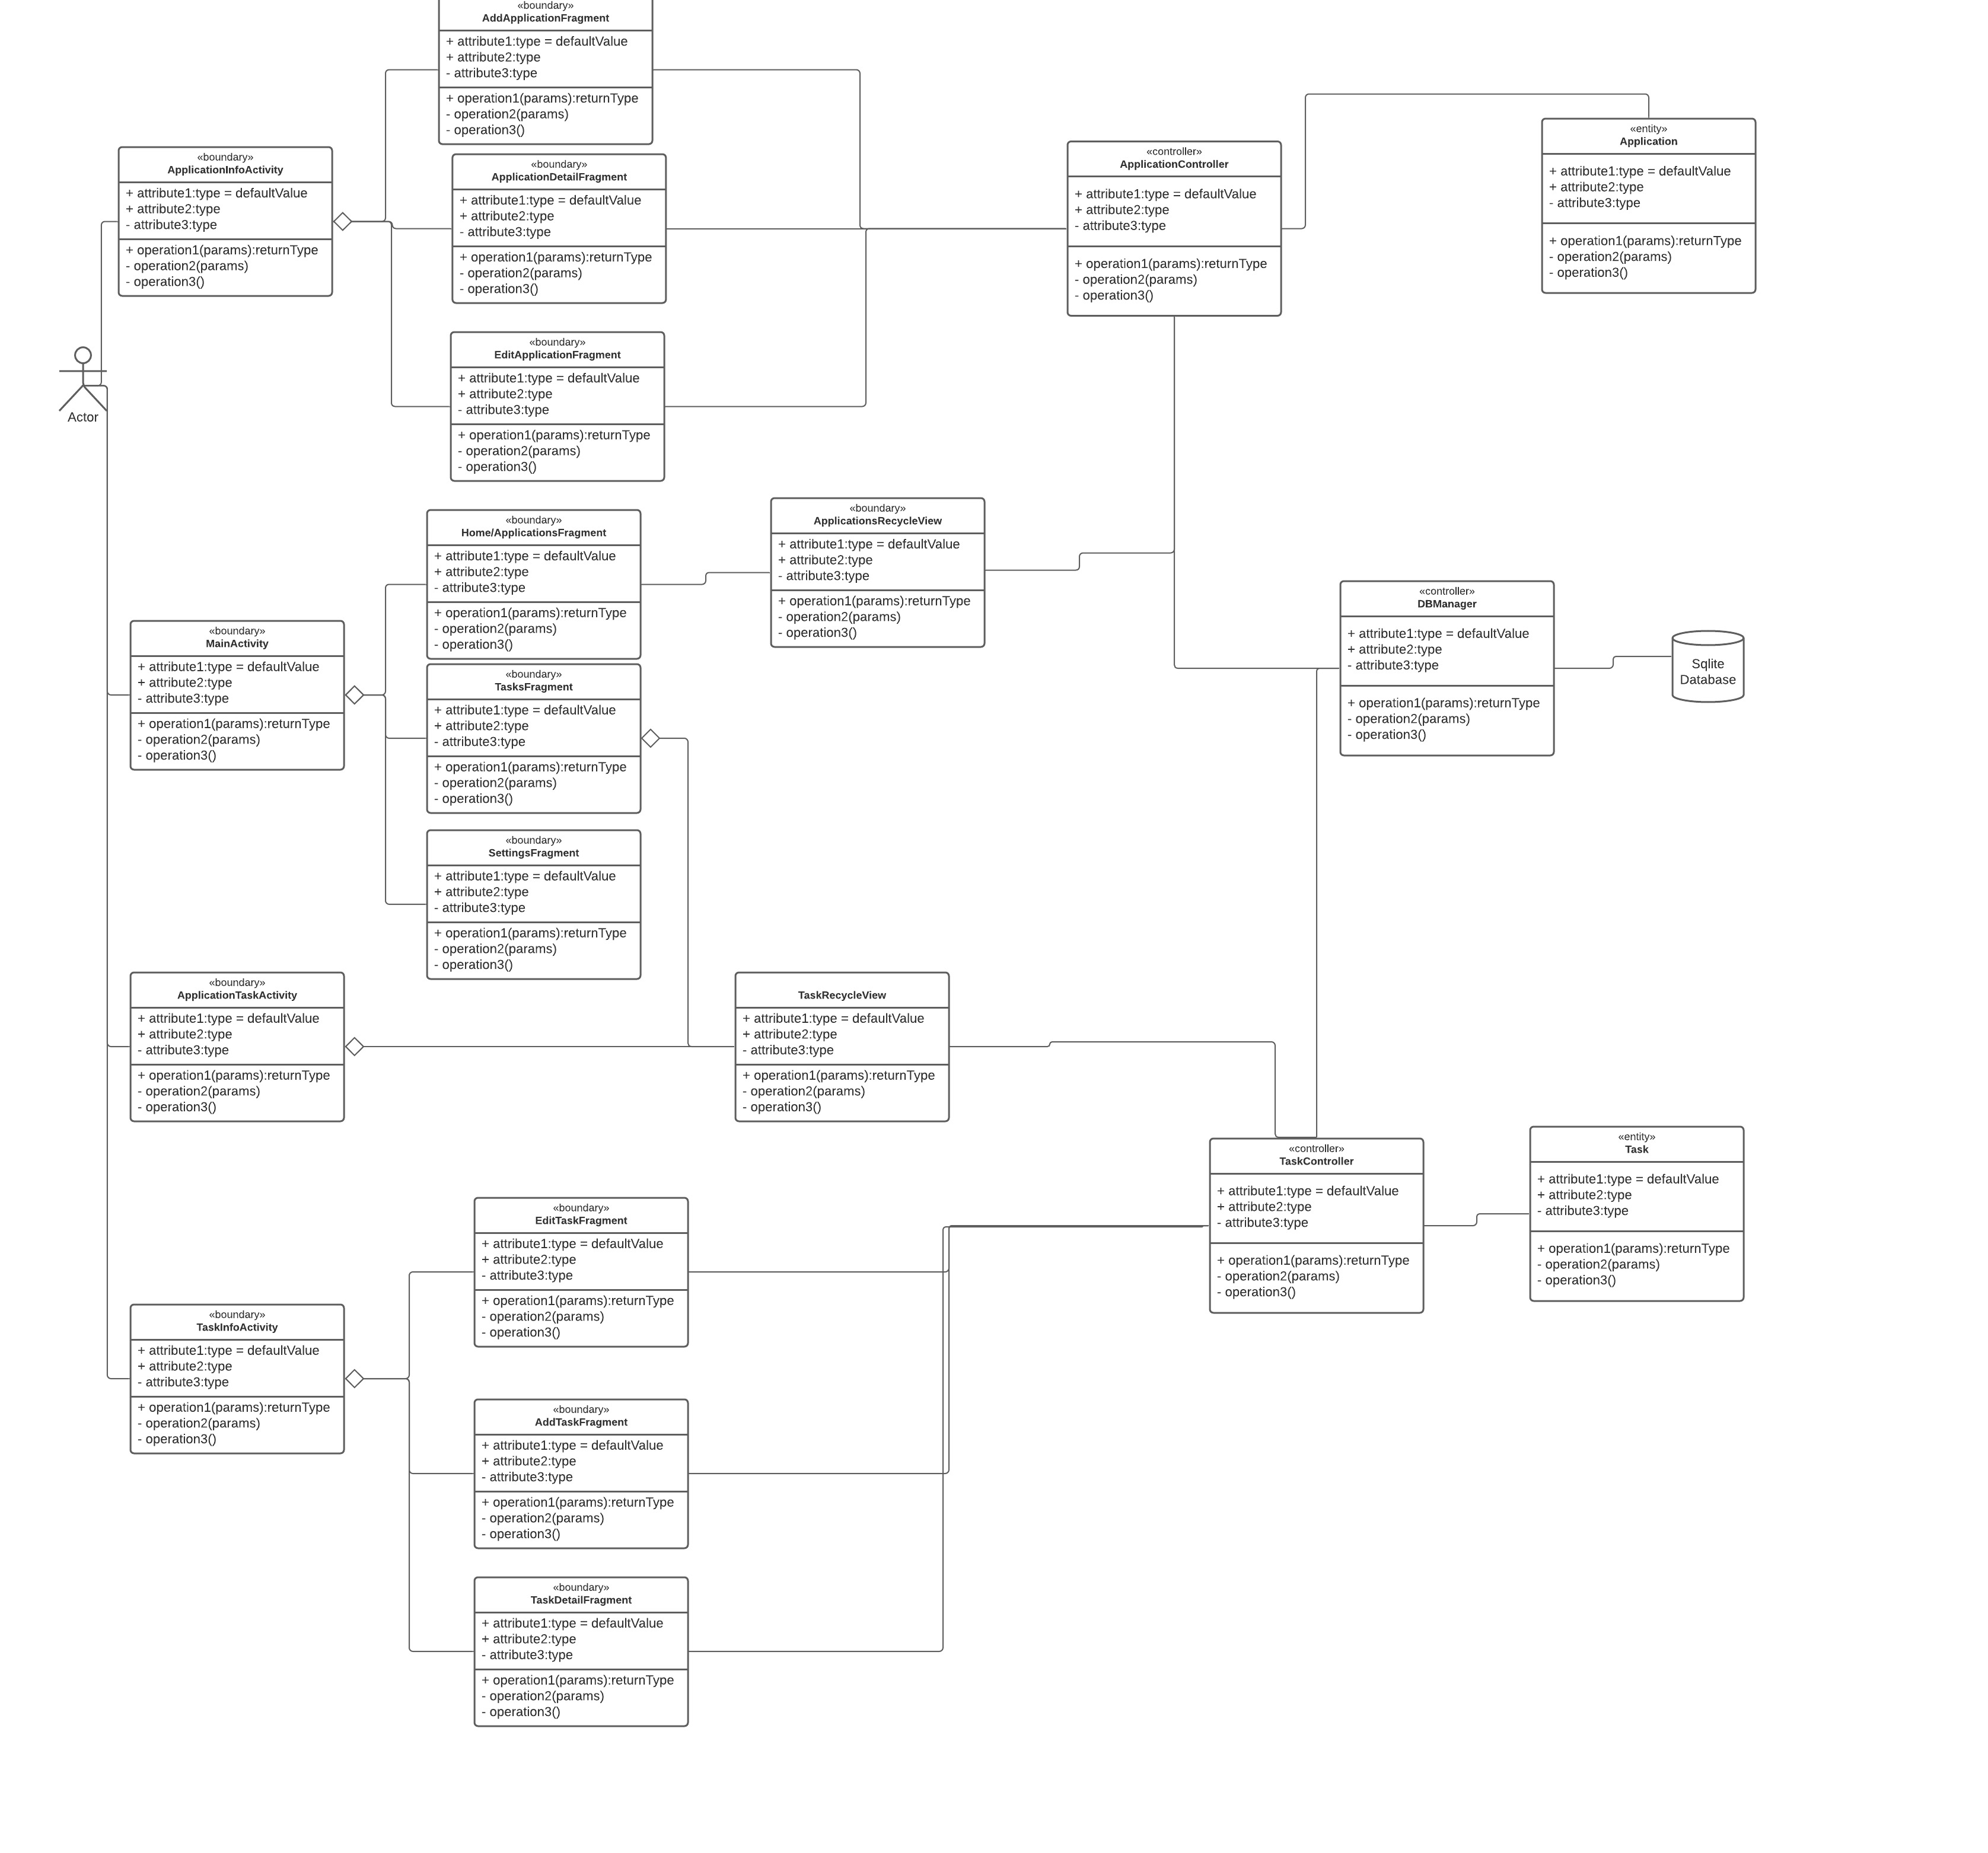 «boundary»
AddApplicationFragment
+ attribute1:type = defaultValue
+ attribute2:type
- attribute3:type
+ operation1(params):returnType
- operation2(params)
- operation3()
«boundary»
ApplicationInfoActivity
+ attribute1:type = defaultValue
+ attribute2:type
- attribute3:type
+ operation1(params):returnType
- operation2(params)
- operation3()
«boundary»
ApplicationDetailFragment
+ attribute1:type = defaultValue
+ attribute2:type
- attribute3:type
+ operation1(params):returnType
- operation2(params)
- operation3()
«controller»
ApplicationController
+ attribute1:type = defaultValue
+ attribute2:type
- attribute3:type
+ operation1(params):returnType
- operation2(params)
- operation3()
«entity»
Application
+ attribute1:type = defaultValue
+ attribute2:type
- attribute3:type
+ operation1(params):returnType
- operation2(params)
- operation3()
«boundary»
EditApplicationFragment
+ attribute1:type = defaultValue
+ attribute2:type
- attribute3:type
+ operation1(params):returnType
- operation2(params)
- operation3()
Actor
«boundary»
Home/ApplicationsFragment
+ attribute1:type = defaultValue
+ attribute2:type
- attribute3:type
+ operation1(params):returnType
- operation2(params)
- operation3()
«boundary»
ApplicationsRecycleView
+ attribute1:type = defaultValue
+ attribute2:type
- attribute3:type
+ operation1(params):returnType
- operation2(params)
- operation3()
«controller»
DBManager
+ attribute1:type = defaultValue
+ attribute2:type
- attribute3:type
+ operation1(params):returnType
- operation2(params)
- operation3()
Sqlite
Database
«boundary»
MainActivity
+ attribute1:type = defaultValue
+ attribute2:type
- attribute3:type
+ operation1(params):returnType
- operation2(params)
- operation3()
«boundary»
TasksFragment
+ attribute1:type = defaultValue
+ attribute2:type
- attribute3:type
+ operation1(params):returnType
- operation2(params)
- operation3()
«boundary»
SettingsFragment
+ attribute1:type = defaultValue
+ attribute2:type
- attribute3:type
+ operation1(params):returnType
- operation2(params)
- operation3()
«boundary»
ApplicationTaskActivity
+ attribute1:type = defaultValue
+ attribute2:type
- attribute3:type
+ operation1(params):returnType
- operation2(params)
- operation3()
TaskRecycleView
+ attribute1:type = defaultValue
+ attribute2:type
- attribute3:type
+ operation1(params):returnType
- operation2(params)
- operation3()
«controller»
TaskController
+ attribute1:type = defaultValue
+ attribute2:type
- attribute3:type
+ operation1(params):returnType
- operation2(params)
- operation3()
«entity»
Task
+ attribute1:type = defaultValue
+ attribute2:type
- attribute3:type
+ operation1(params):returnType
- operation2(params)
- operation3()
«boundary»
EditTaskFragment
+ attribute1:type = defaultValue
+ attribute2:type
- attribute3:type
+ operation1(params):returnType
- operation2(params)
- operation3()
«boundary»
TaskInfoActivity
+ attribute1:type = defaultValue
+ attribute2:type
- attribute3:type
+ operation1(params):returnType
- operation2(params)
- operation3()
«boundary»
AddTaskFragment
+ attribute1:type = defaultValue
+ attribute2:type
- attribute3:type
+ operation1(params):returnType
- operation2(params)
- operation3()
«boundary»
TaskDetailFragment
+ attribute1:type = defaultValue
+ attribute2:type
- attribute3:type
+ operation1(params):returnType
- operation2(params)
- operation3()